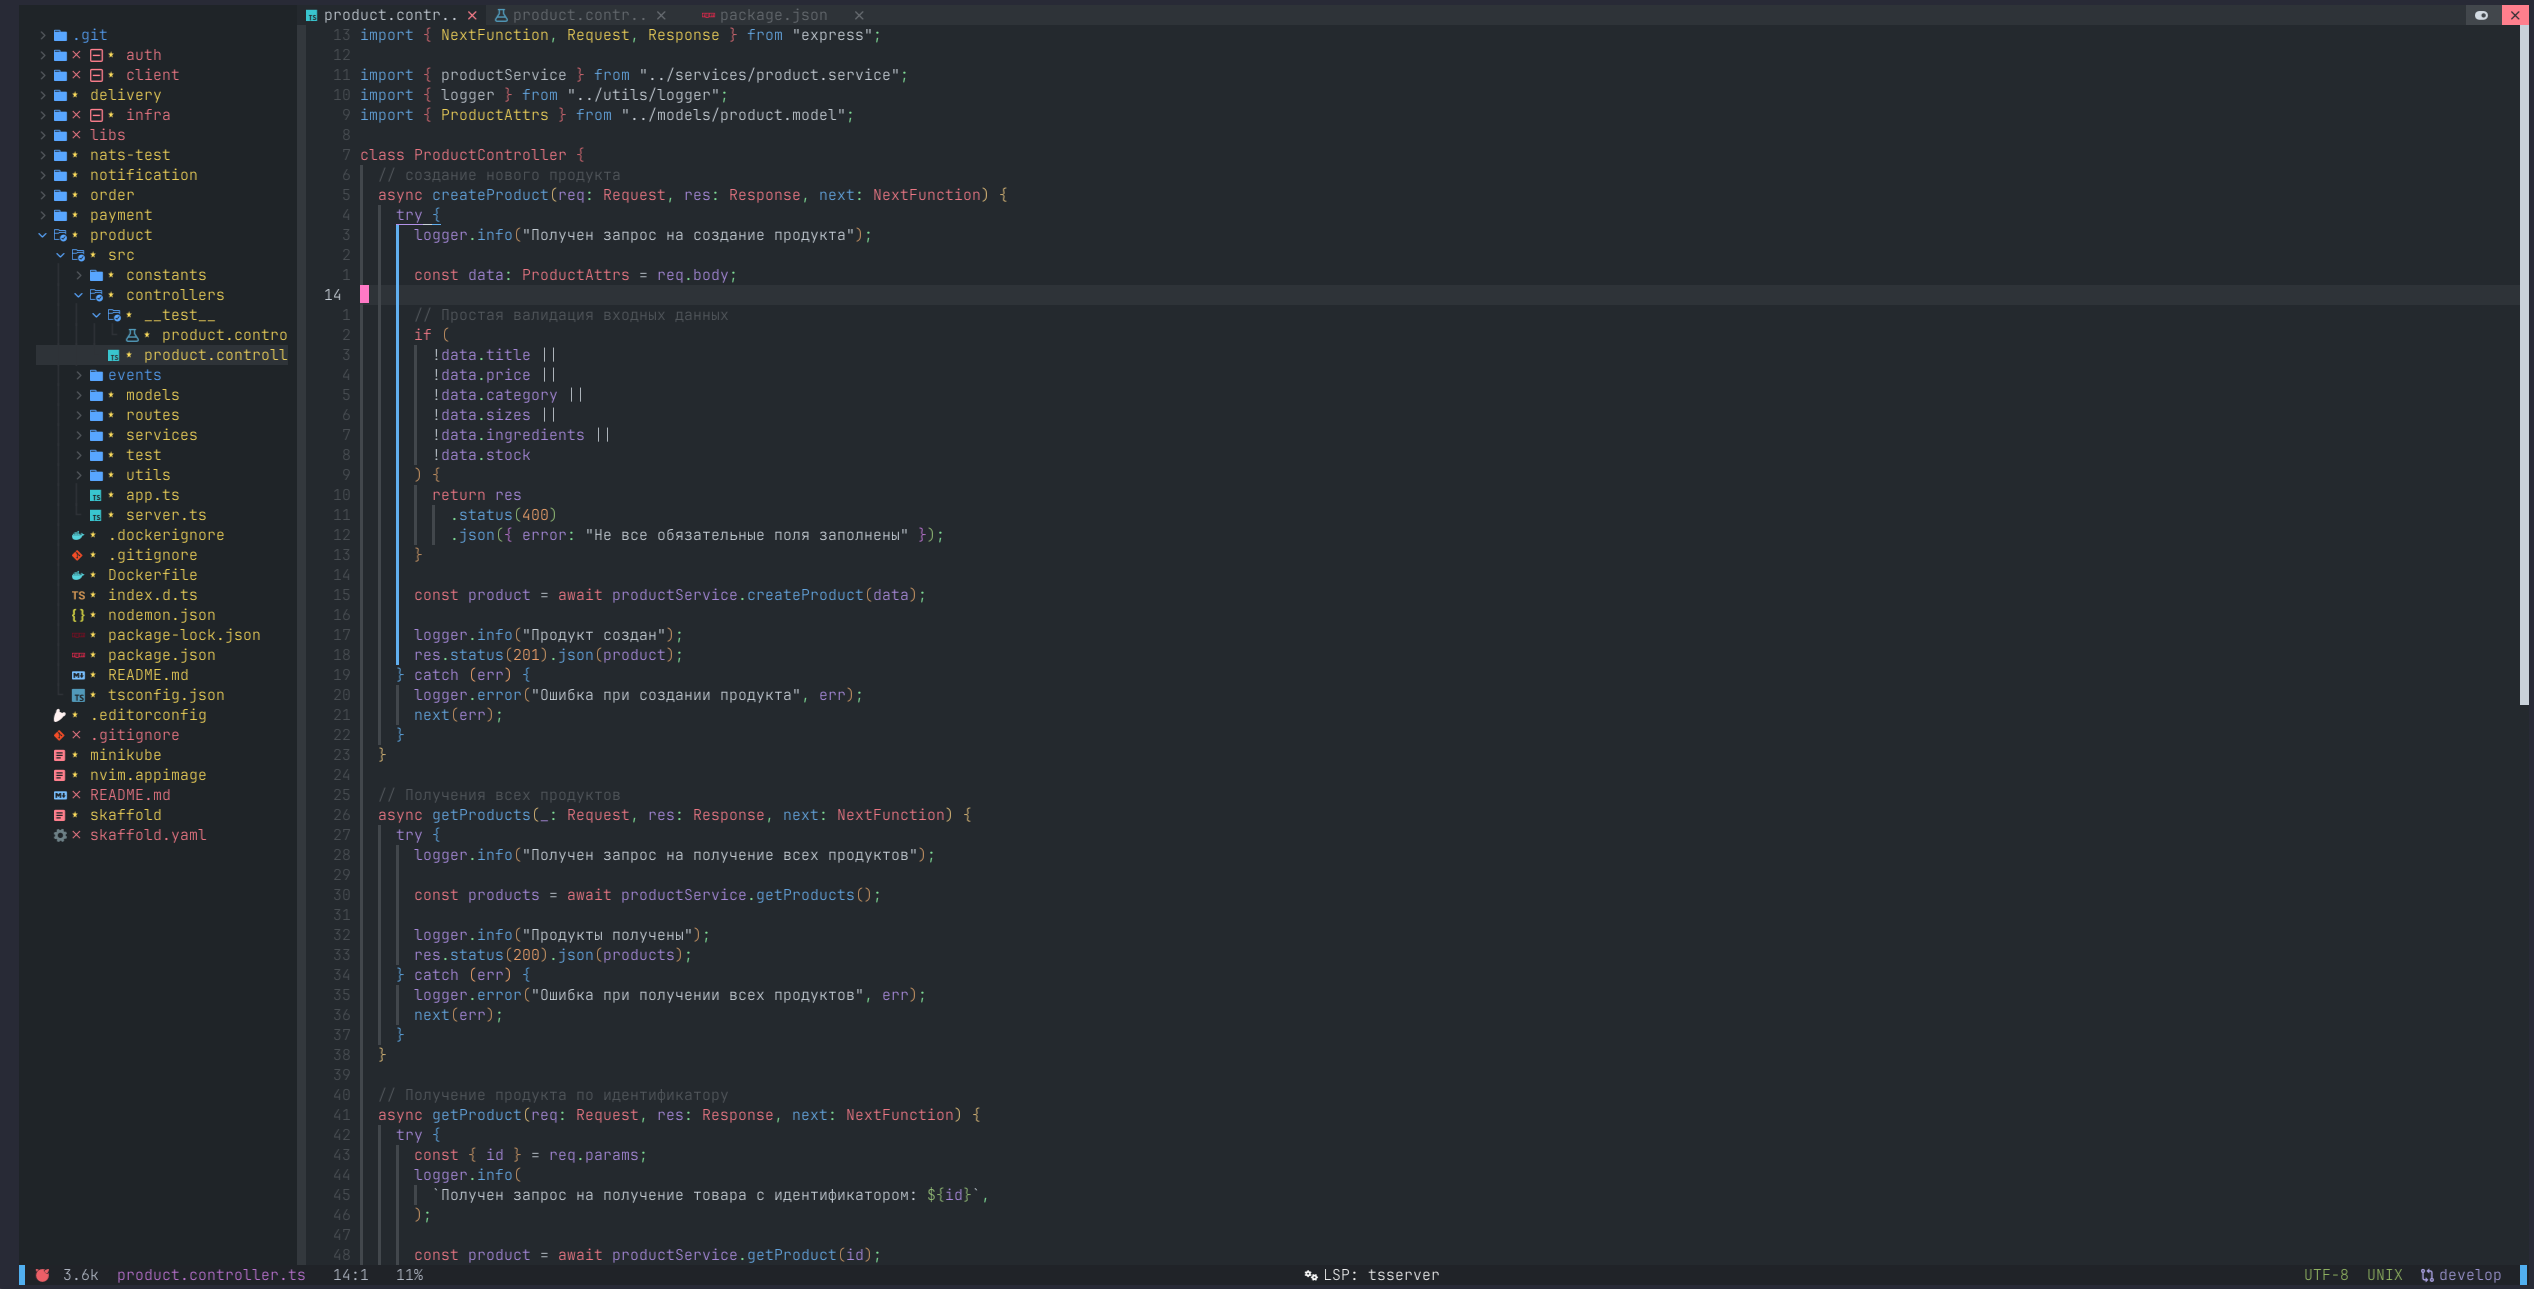 product.contr.. product.contr.. package.json
.git
auth
client
delivery
infra
libs
nats-test
notification
order
payment
product
src
constants
controllers
__test__
product.contro
product.controll
events
models
routes
services
test
utils
app.ts
server.ts
.dockerignore
.gitignore
Dockerfile
index.d.ts
nodemon.json
package-lock.json
package.json
README.md
tsconfig.json
.editorconfig
.gitignore
minikube
nvim.appimage
README.md
skaffold
skaffold.yaml
13 import { NextFunction, Request, Response } from "express";
12
11 import { productService } from "../services/product.service";
10 import { logger } from "../utils/logger";
9 import { ProductAttrs } from "../models/product.model";
8
7 class ProductController {
6 // создание нового продукта
5 async createProduct(req: Request, res: Response, next: NextFunction) {
4 try {
3 logger.info("Получен запрос на создание продукта");
2
1 const data: ProductAttrs = req.body;
14
1 // Простая валидация входных данных
2 if (
3 !data.title ||
4 !data.price ||
5 !data.category ||
6 !data.sizes ||
7 !data.ingredients ||
8 !data.stock
9 ) {
10 return res
11 .status(400)
12 .json({ error: "Не все обязательные поля заполнены" });
13 }
14
15 const product = await productService.createProduct(data);
16
17 logger.info("Продукт создан");
18 res.status(201).json(product);
19 } catch (err) {
20 logger.error("Ошибка при создании продукта", err);
21 next(err);
22 }
23 }
24
25 // Получения всех продуктов
26 async getProducts(_: Request, res: Response, next: NextFunction) {
27 try {
28 logger.info("Получен запрос на получение всех продуктов");
29
30 const products = await productService.getProducts();
31
32 logger.info("Продукты получены");
33 res.status(200).json(products);
34 } catch (err) {
35 logger.error("Ошибка при получении всех продуктов", err);
36 next(err);
37 }
38 }
39
40 // Получение продукта по идентификатору
41 async getProduct(req: Request, res: Response, next: NextFunction) {
42 try {
43 const { id } = req.params;
44 logger.info(
45 `Получен запрос на получение товара с идентификатором: ${id}`,
46 );
47
48 const product = await productService.getProduct(id);
3.6k product.controller.ts 14:1 11% LSP: tsserver UTF-8 UNIX develop